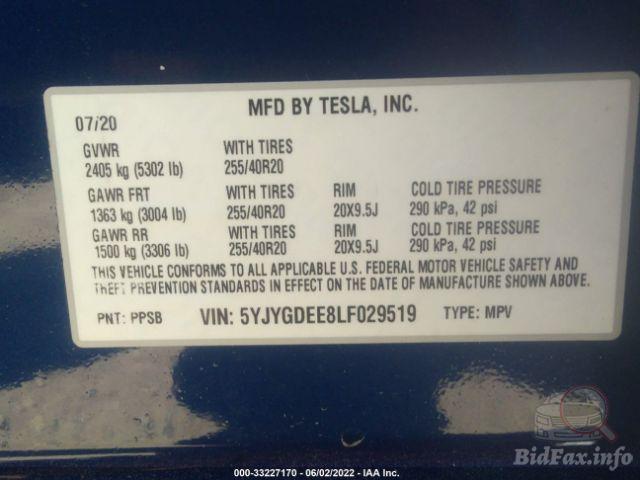 MFD BY TESLA, INC.
07/20
GVWR WITH TIRES
2405 kg (5302 lb) 255/40R20
GAWR FRT WITH TIRES RIM COLD TIRE PRESSURE
1363 kg (3004 lb) 255/40R20 20X9.5J 290 kPa, 42 psi
GAWR RR WITH TIRES RIM COLD TIRE PRESSURE
1500 kg (3306 lb) 255/40R20 20X9.5J 290 kPa, 42 psi
THIS VEHICLE CONFORMS TO ALL APPLICABLE U.S. FEDERAL MOTOR VEHICLE SAFETY AND
THEFT PREVENTION STANDARDS IN EFFECT ON THE DATE OF MANUFACTURE SHOWN ABOVE.
PNT: PPSB VIN: 5YJYGDEE8LF029519 TYPE: MPV
BidFax.info
000-33227170 - 06/02/2022 - IAA Inc.